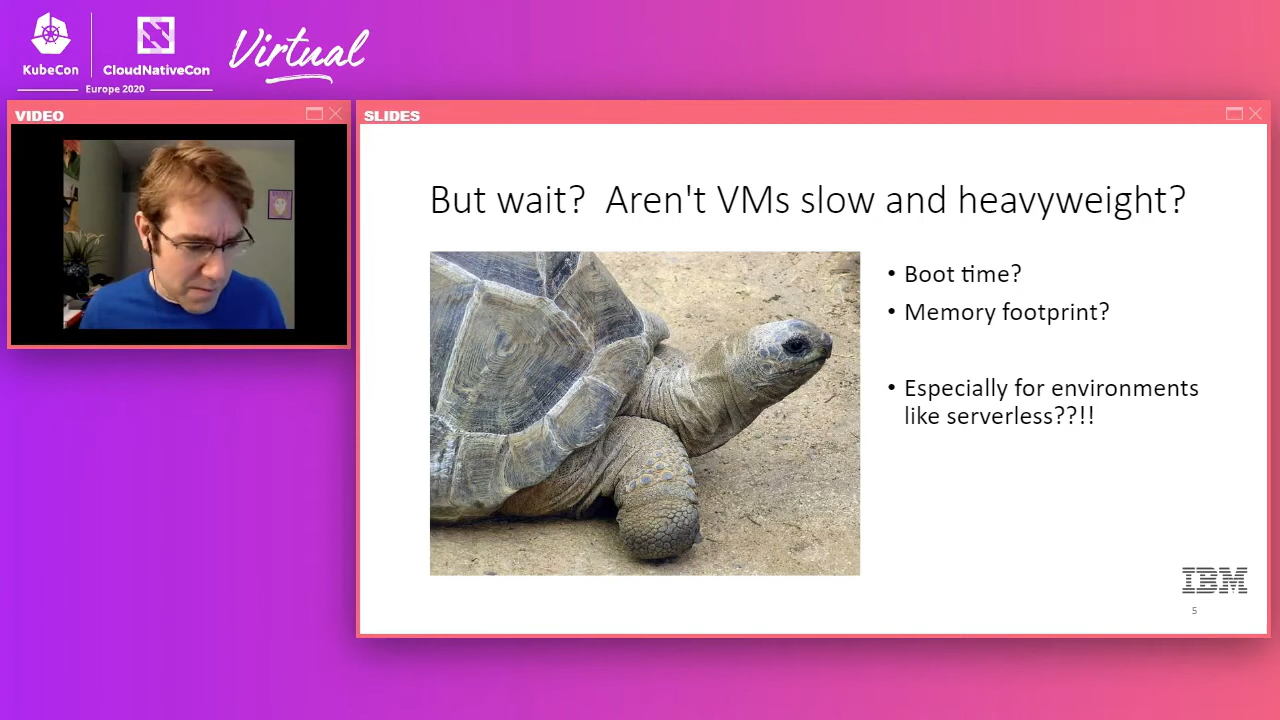 KubeCon
CloudNativeCon
Europe 2020
Virtual
VIDEO
SLIDES
But wait?  Aren't VMs slow and heavyweight?
• Boot time?
• Memory footprint?
• Especially for environments
like serverless??!!
IBM
5